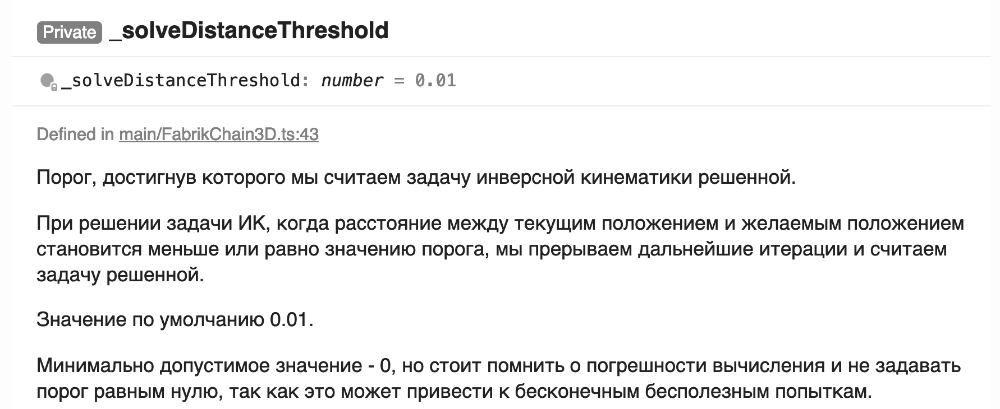 Private _solveDistanceThreshold
_solveDistanceThreshold: number = 0.01
Defined in main/FabrikChain3D.ts:43
Порог, достигнув которого мы считаем задачу инверсной кинематики решенной.
При решении задачи ИК, когда расстояние между текущим положением и желаемым положением
становится меньше или равно значению порога, мы прерываем дальнейшие итерации и считаем
задачу решенной.
Значение по умолчанию 0.01.
Минимально допустимое значение - 0, но стоит помнить о погрешности вычисления и не задавать
порог равным нулю, так как это может привести к бесконечным бесполезным попыткам.